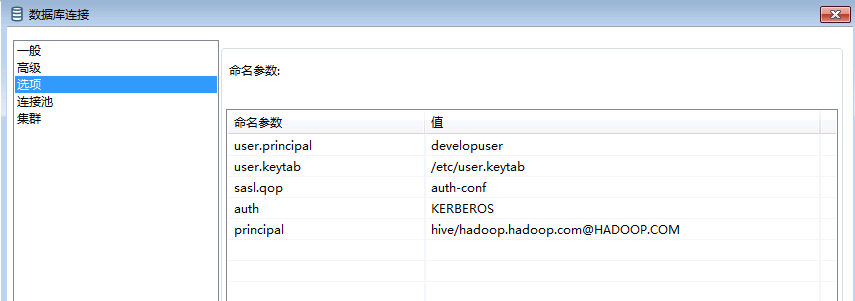 数据库连接
一般
高级
选项
连接池
集群
命名参数:
命名参数 值
user.principal developuser
user.keytab /etc/user.keytab
sasl.qop auth-conf
auth KERBEROS
principal hive/hadoop.hadoop.com@HADOOP.COM